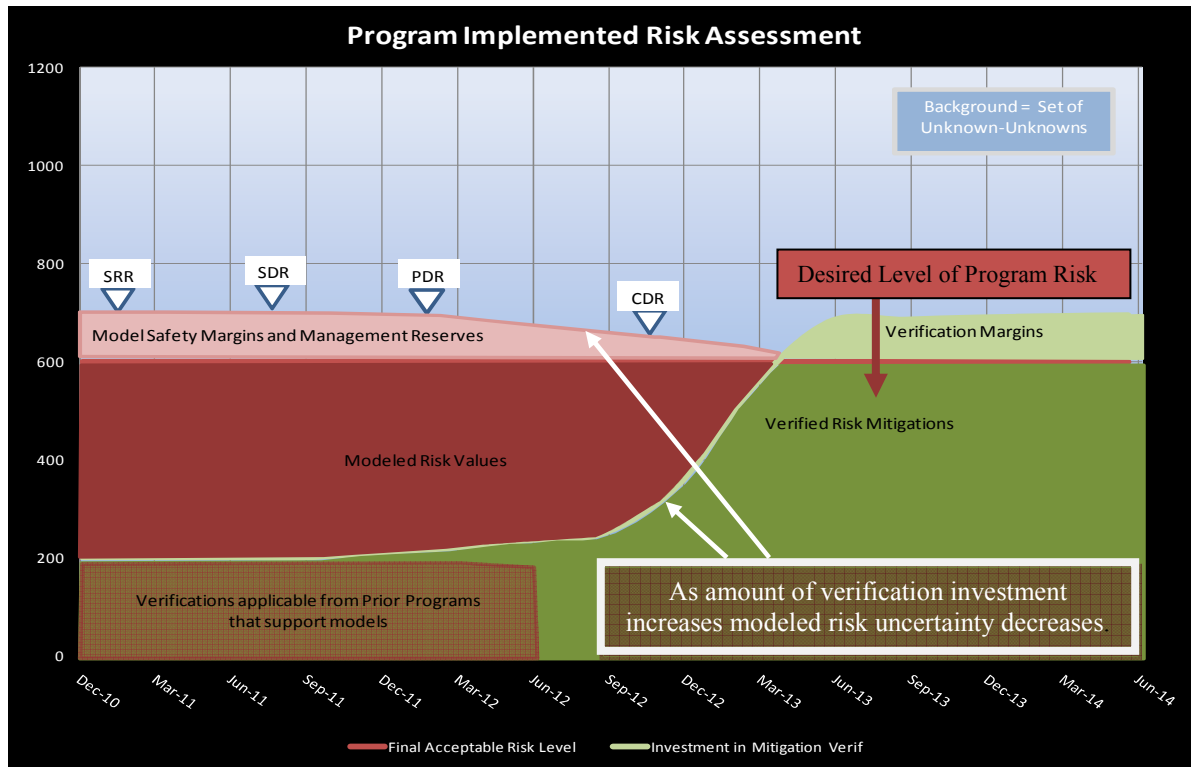 Program Implemented Risk Assessment
1200
1000
800
600
400
200
0
Background = Set of
Unknown-Unknowns
SRR
SDR
PDR
CDR
Desired Level of Program Risk
Model Safety Margins and Management Reserves
Verification Margins
Verified Risk Mitigations
Modeled Risk Values
Verifications applicable from Prior Programs
that support models
As amount of verification investment
increases modeled risk uncertainty decreases.
Dec-10
Mar-11
Jun-11
Sep-11
Dec-11
Mar-12
Jun-12
Sep-12
Dec-12
Mar-13
Jun-13
Sep-13
Dec-13
Mar-14
Jun-14
Final Acceptable Risk Level
Investment in Mitigation Verif